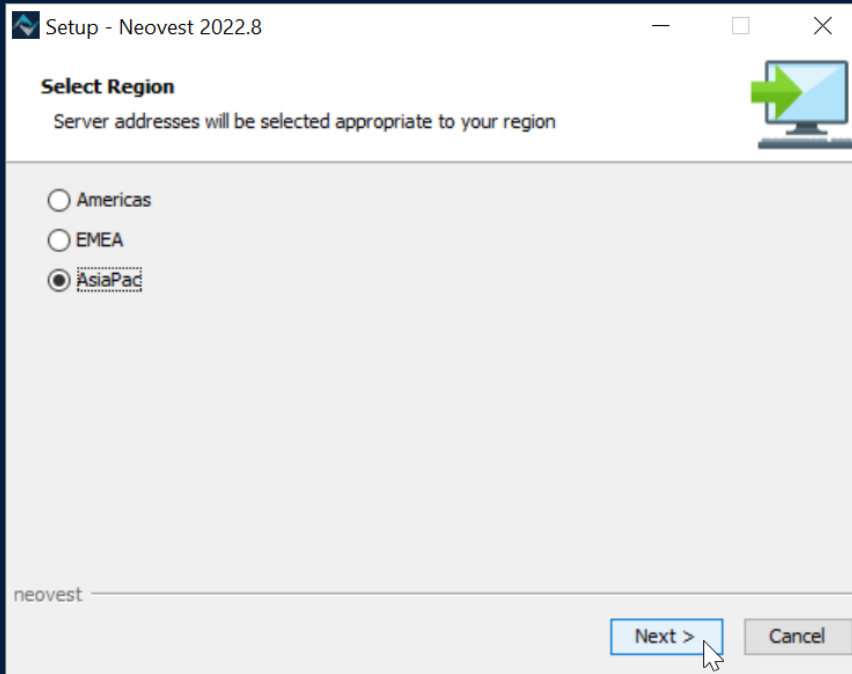 Setup - Neovest 2022.8
Select Region
Server addresses will be selected appropriate to your region
Americas
EMEA
AsiaPac
neovest
Next >
Cancel